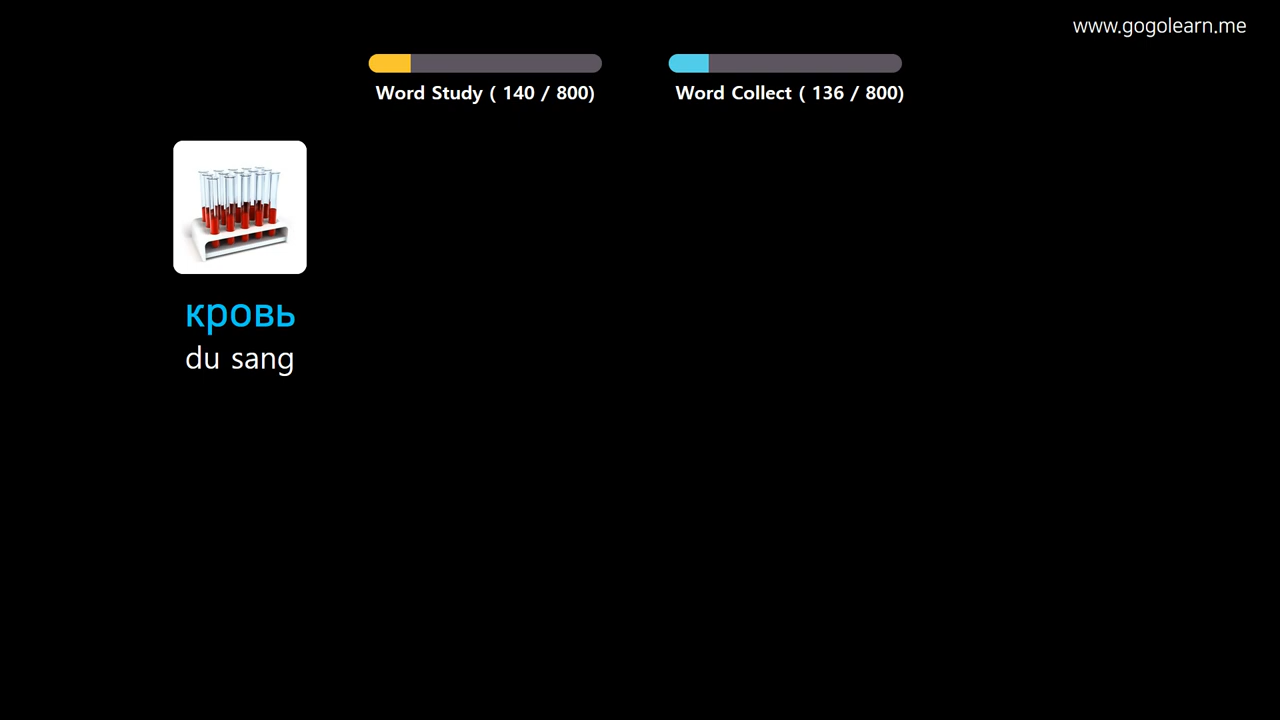 www.gogolearn.me
Word Study ( 140 / 800)
Word Collect ( 136 / 800)
кровь
du sang